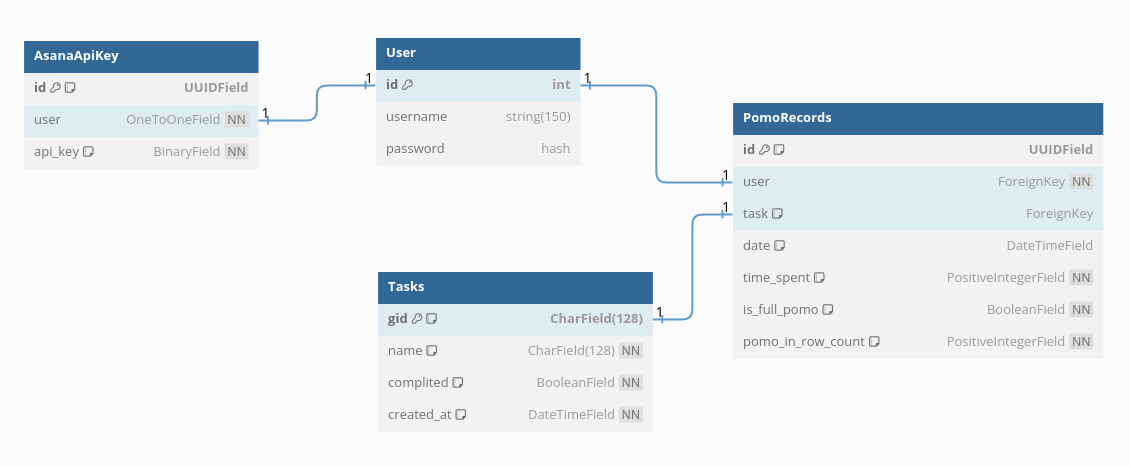 AsanaApiKey
id UUIDField
user OneToOneField NN
api_key BinaryField NN
1
1
User
id int
username string(150)
password hash
1
1
1
PomoRecords
id UUIDField
user ForeignKey NN
task ForeignKey
date DateTimeField
time_spent PositiveIntegerField NN
is_full_pomo BooleanField NN
pomo_in_row_count PositiveIntegerField NN
Tasks
gid CharField(128)
name CharField(128) NN
complited BooleanField NN
created_at DateTimeField NN
1